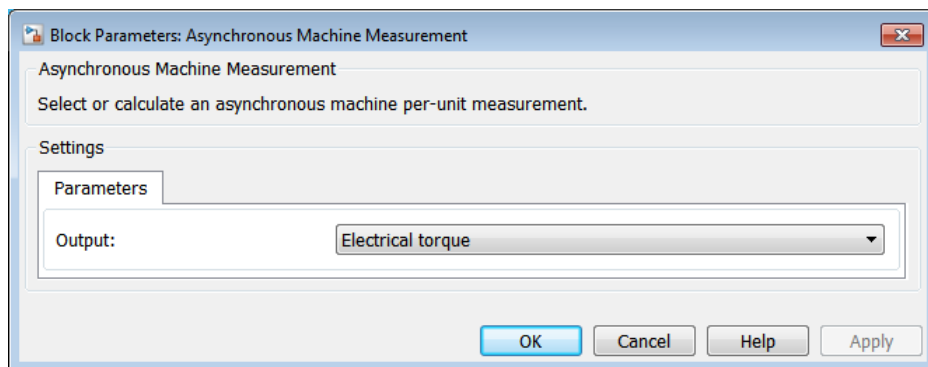 Block Parameters: Asynchronous Machine Measurement
Asynchronous Machine Measurement
Select or calculate an asynchronous machine per-unit measurement.
Settings
Parameters
Output: Electrical torque
OK Cancel Help Apply